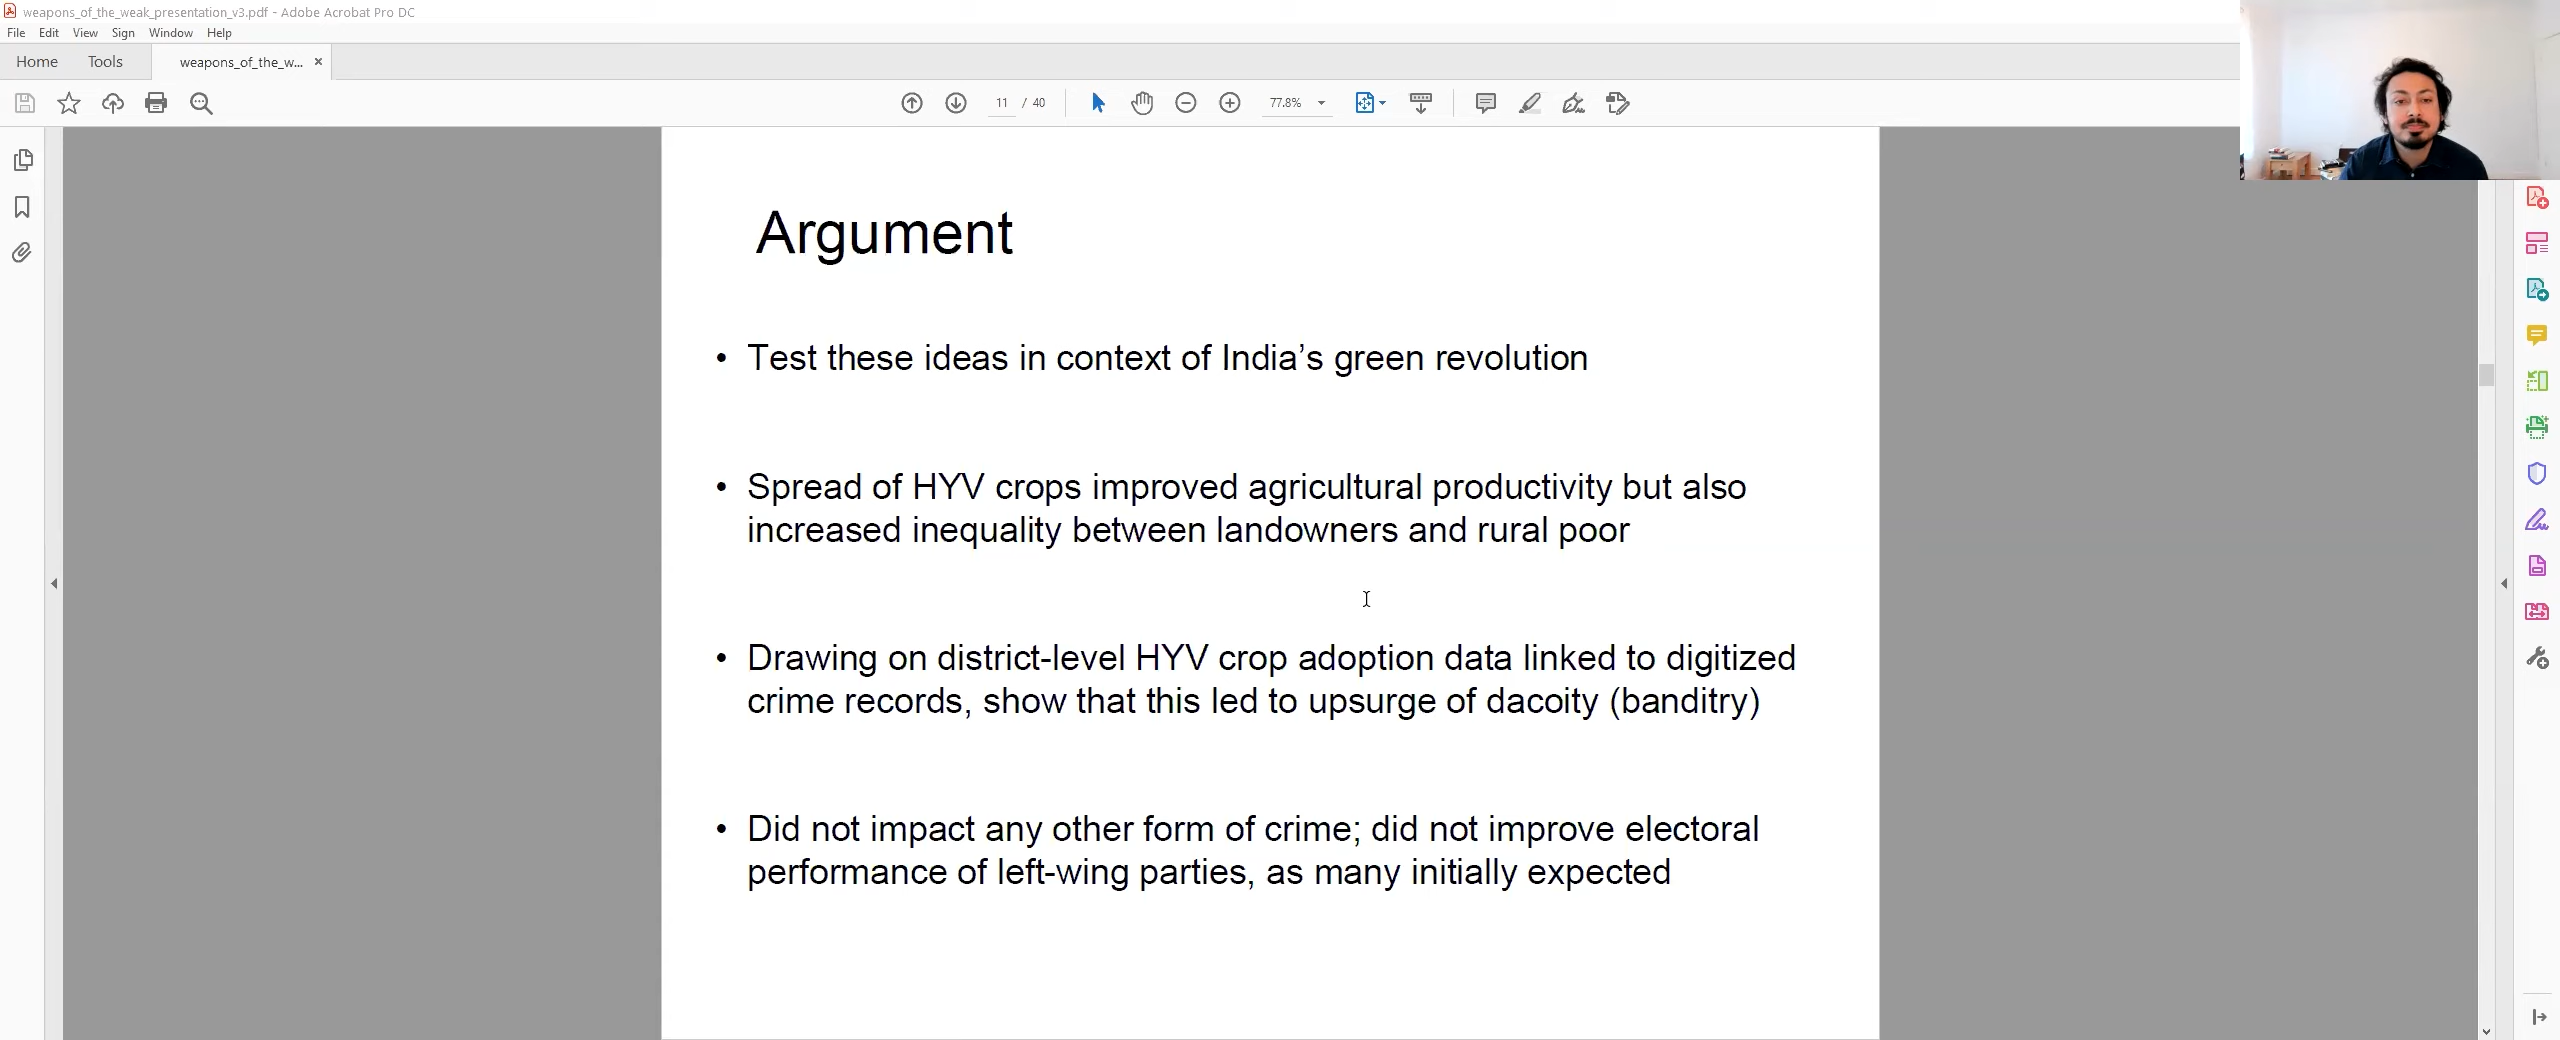 weapons_of_the_weak_presentation_v3.pdf - Adobe Acrobat Pro DC
File Edit View Sign Window Help
Home Tools weapons_of_the_w... ×
11 / 40 77.8%
Argument
• Test these ideas in context of India’s green revolution
• Spread of HYV crops improved agricultural productivity but also
increased inequality between landowners and rural poor
• Drawing on district-level HYV crop adoption data linked to digitized
crime records, show that this led to upsurge of dacoity (banditry)
• Did not impact any other form of crime; did not improve electoral
performance of left-wing parties, as many initially expected